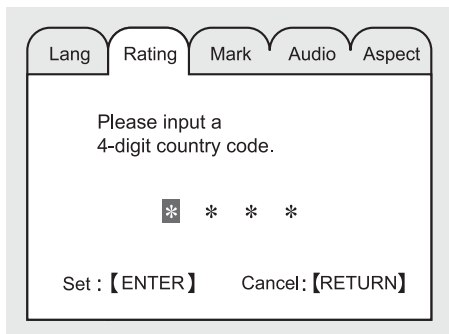 Lang Rating Mark Audio Aspect
Please input a
4-digit country code.
* * * *
Set :【ENTER】 Cancel:【RETURN】